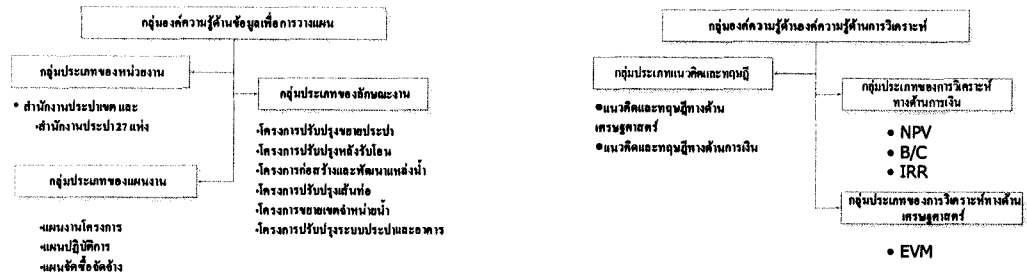 กลุ่มองค์ความรู้ด้านข้อมูลเพื่อการวางแผน
กลุ่มประเภทของหน่วยงาน
• สำนักงานประปาเขต และ
•สำนักงานประปา 27 แห่ง
กลุ่มประเภทของแผนงาน
•แผนงานโครงการ
•แผนปฏิบัติการ
•แผนจัดซื้อจัดจ้าง
กลุ่มประเภทของลักษณะงาน
•โครงการปรับปรุงขยายประปา
•โครงการปรับปรุงหลังรับโอน
•โครงการก่อสร้างและพัฒนาแหล่งน้ำ
•โครงการปรับปรุงเส้นท่อ
•โครงการขยายเขตจำหน่ายน้ำ
•โครงการปรับปรุงระบบประปาและอาคาร
กลุ่มองค์ความรู้ด้านองค์ความรู้ด้านการวิเคราะห์
กลุ่มประเภทแนวคิดและทฤษฎี
●แนวคิดและทฤษฎีทางด้าน
เศรษฐศาสตร์
●แนวคิดและทฤษฎีทางด้านการเงิน
กลุ่มประเภทของการวิเคราะห์
ทางด้านการเงิน
• NPV
• B/C
• IRR
กลุ่มประเภทของการวิเคราะห์ทางด้าน
เศรษฐศาสตร์
• EVM